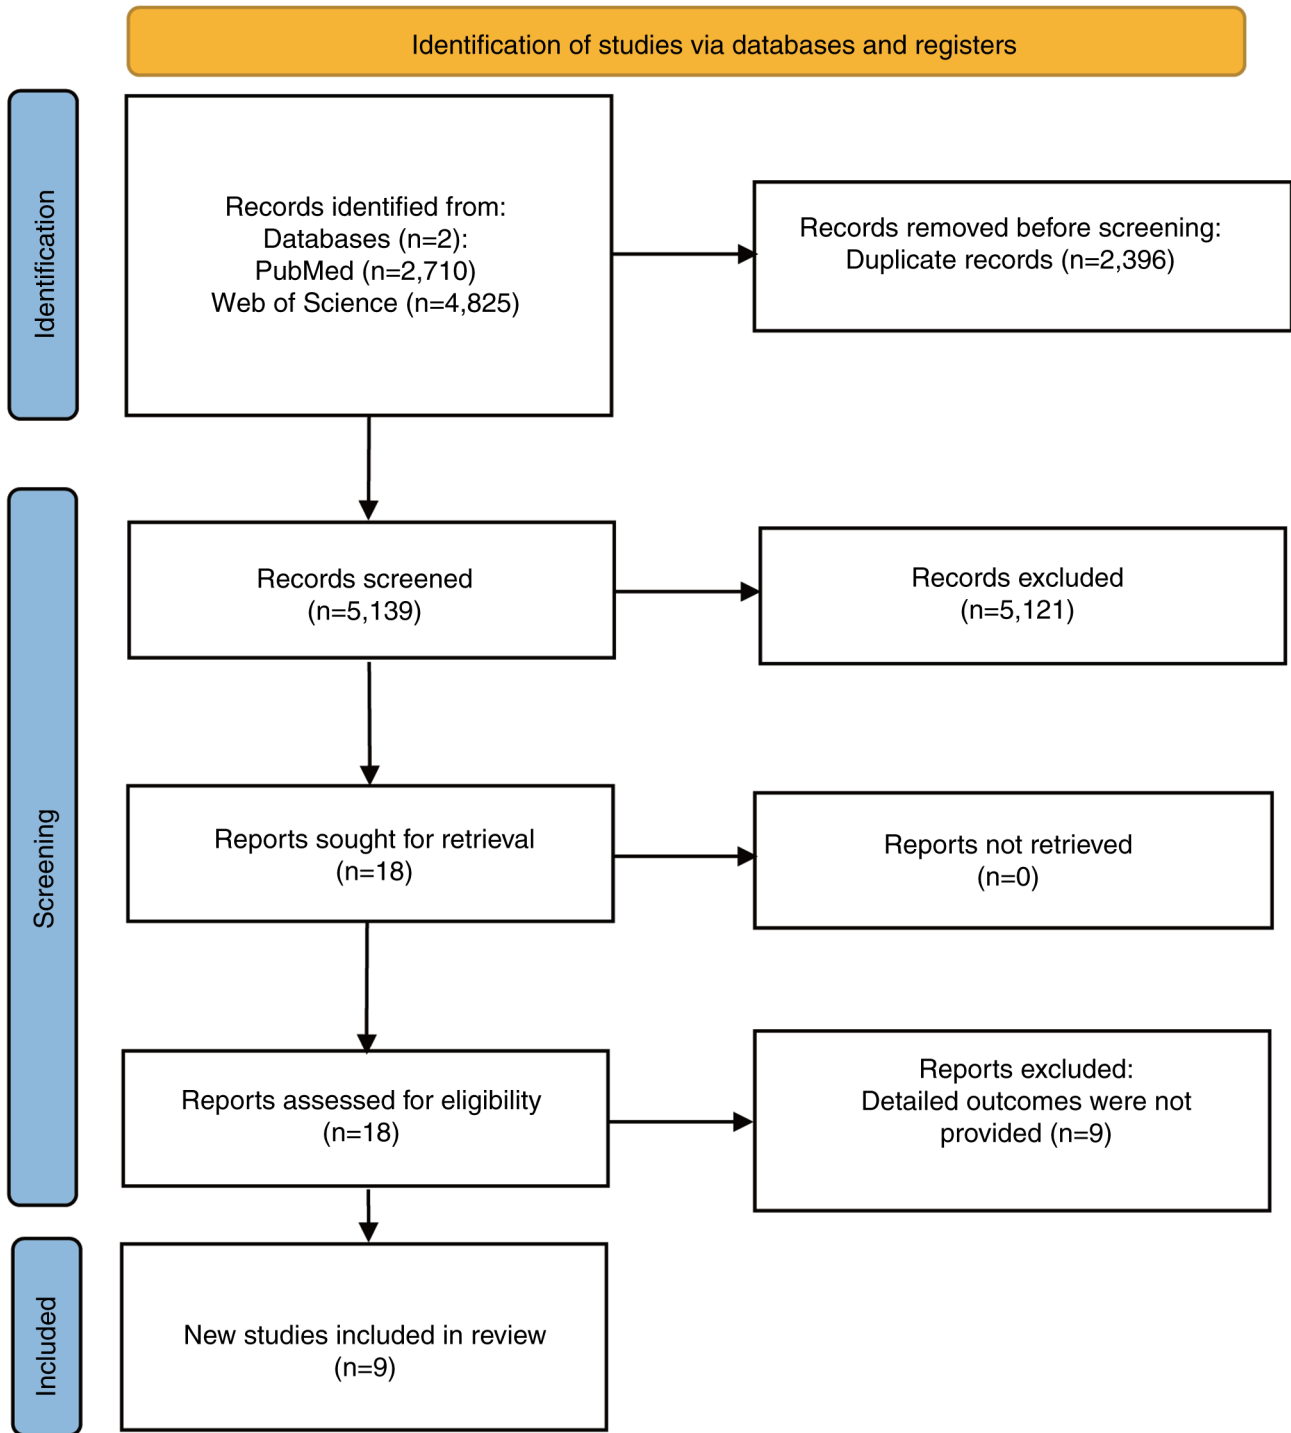 Identification of studies via databases and registers
Identification
Records identified from:
Databases (n=2):
PubMed (n=2,710)
Web of Science (n=4,825)
Records removed before screening:
Duplicate records (n=2,396)
Screening
Records screened
(n=5,139)
Records excluded
(n=5,121)
Reports sought for retrieval
(n=18)
Reports not retrieved
(n=0)
Reports assessed for eligibility
(n=18)
Reports excluded:
Detailed outcomes were not
provided (n=9)
Included
New studies included in review
(n=9)